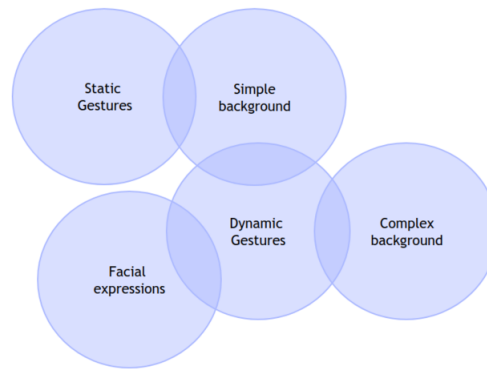 Static
Gestures
Simple
background
Dynamic
Gestures
Complex
background
Facial
expressions